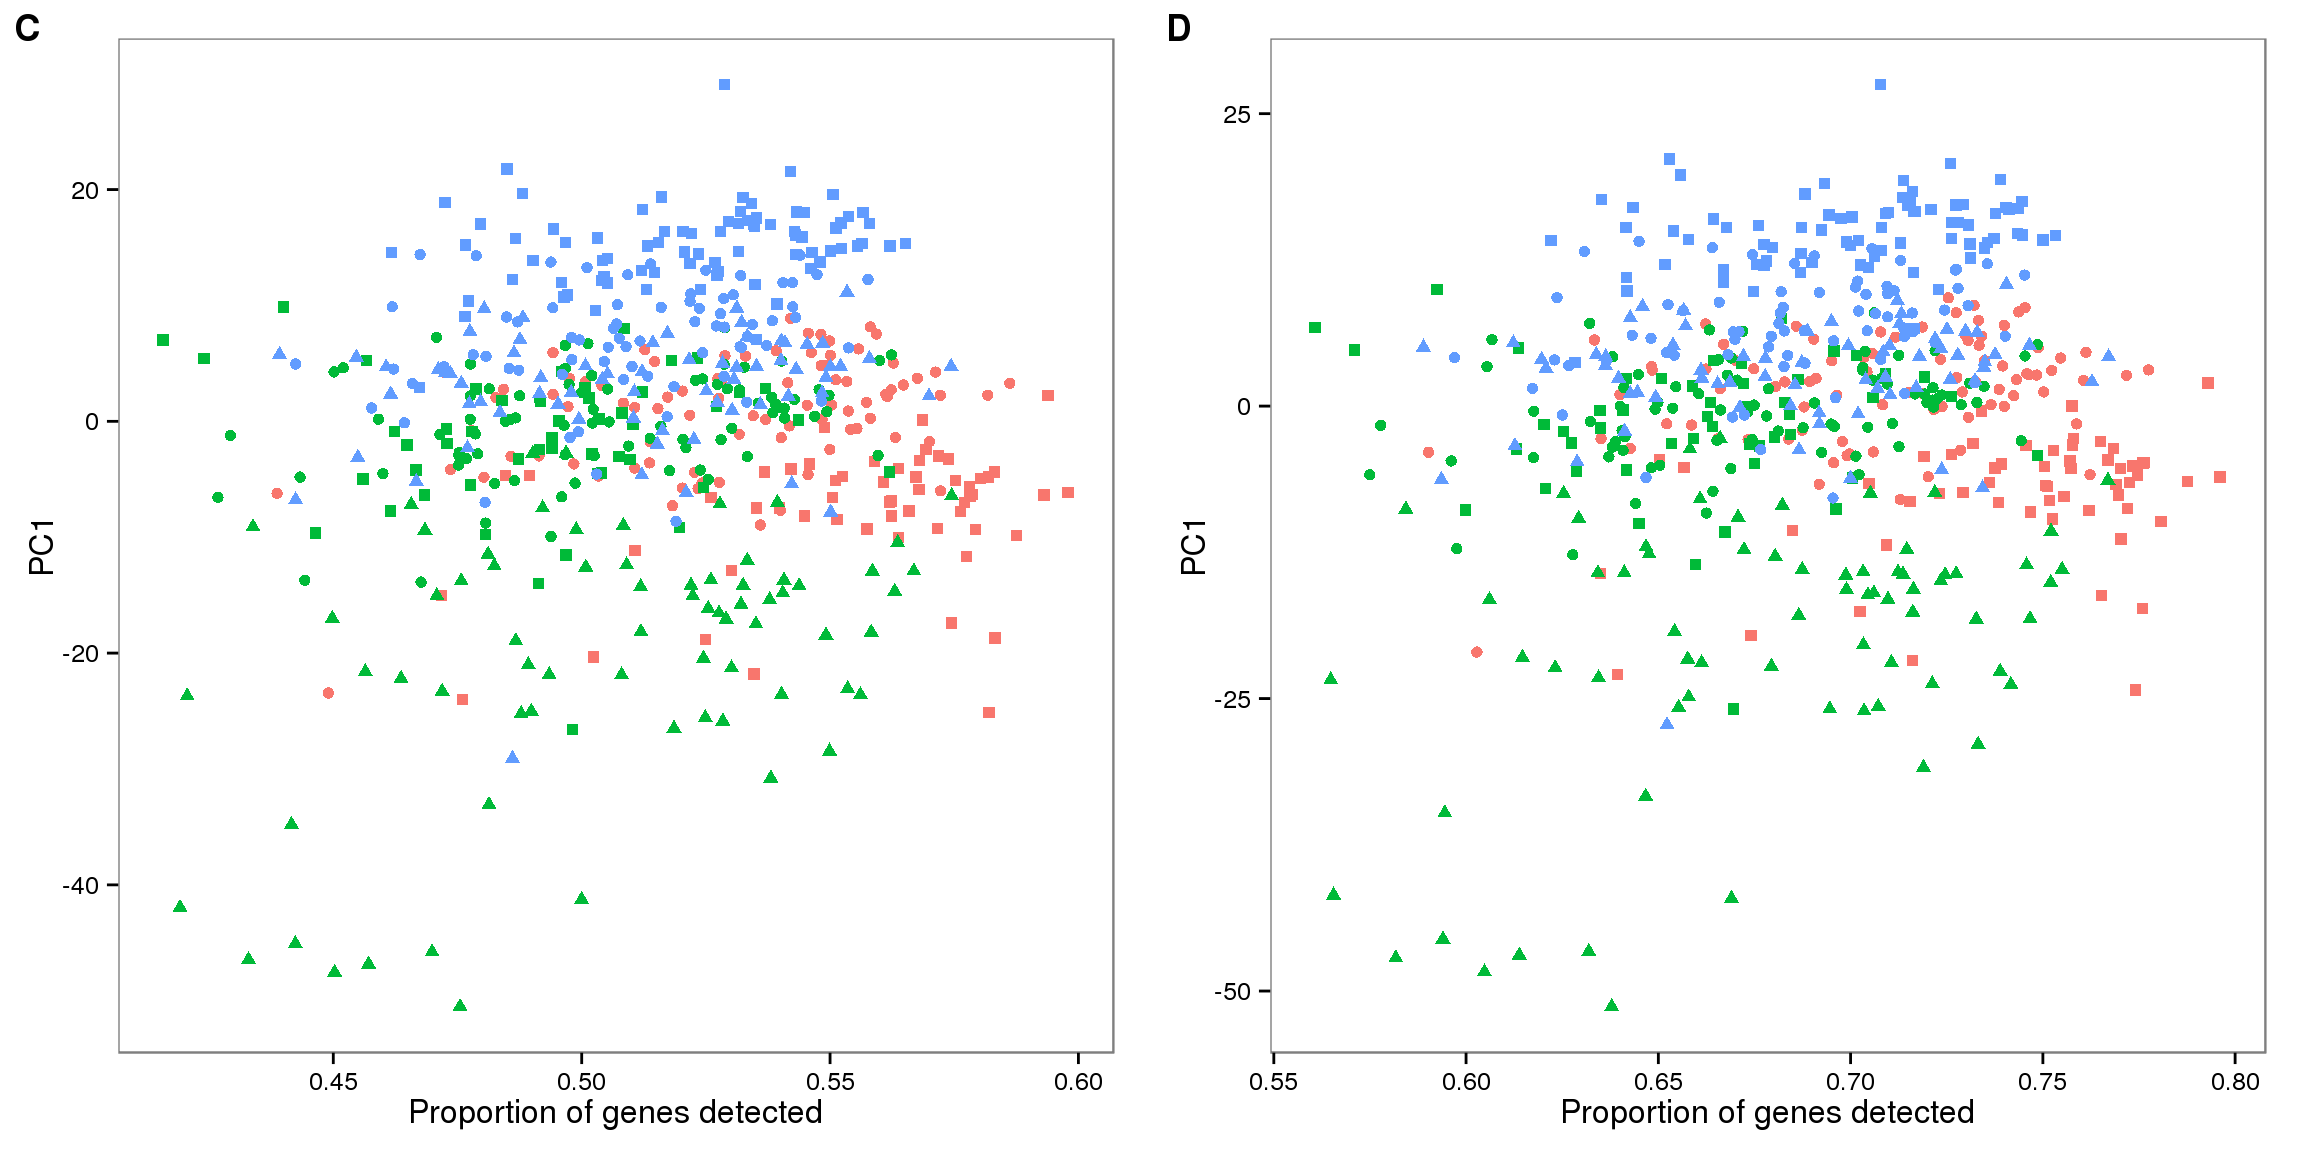 C
PC1
20
0
-20
-40
0.45 0.50 0.55 0.60
Proportion of genes detected
D
PC1
25
0
-25
-50
0.55 0.60 0.65 0.70 0.75 0.80
Proportion of genes detected